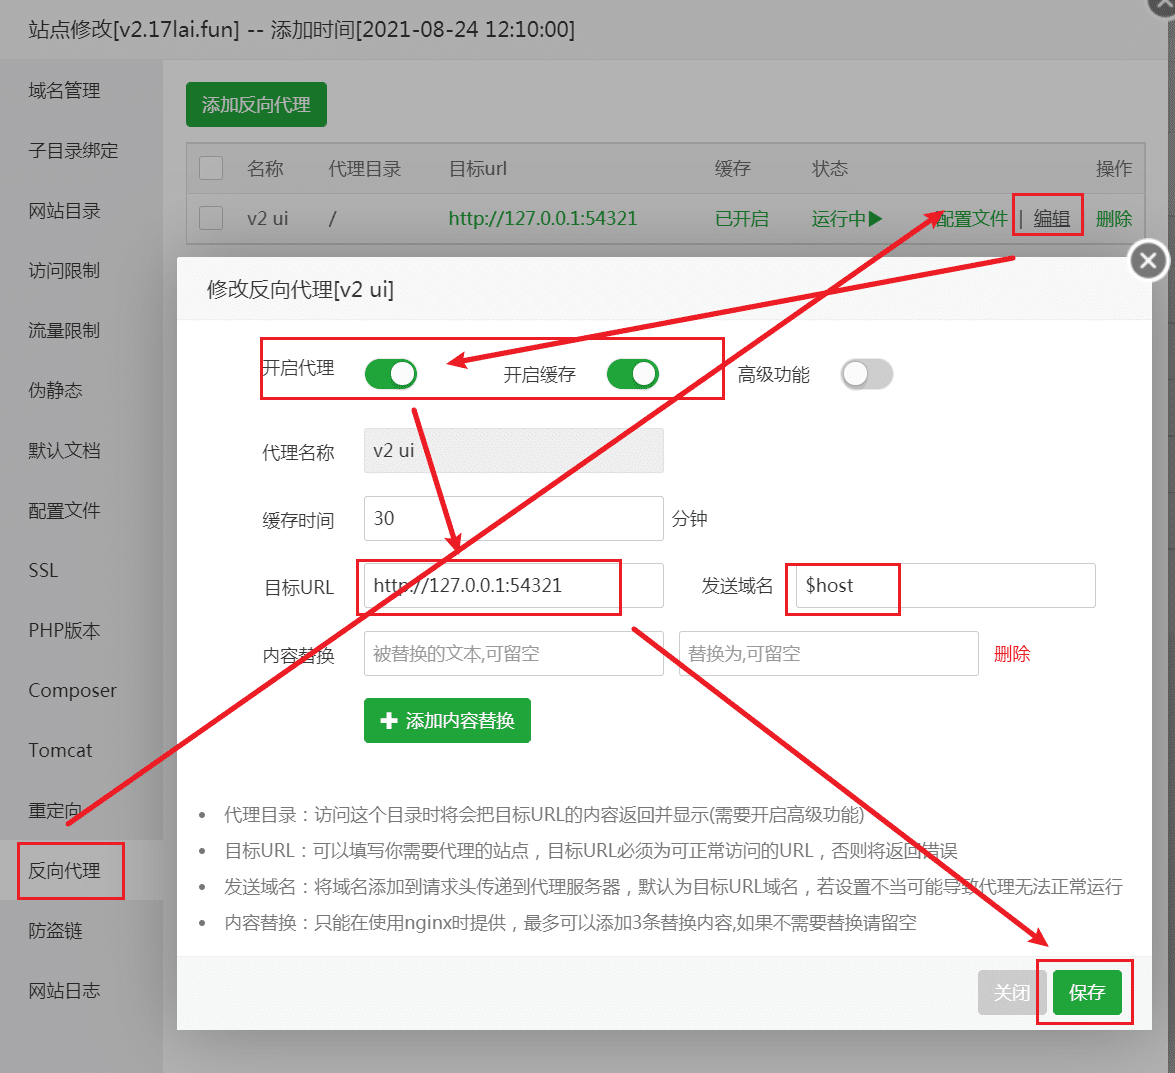 站点修改[v2.17lai.fun] -- 添加时间[2021-08-24 12:10:00]
域名管理
子目录绑定
网站目录
访问限制
流量限制
伪静态
默认文档
配置文件
SSL
PHP版本
Composer
Tomcat
重定向
反向代理
防盗链
网站日志
添加反向代理
名称 代理目录 目标url 缓存 状态 操作
v2 ui / http://127.0.0.1:54321 已开启 运行中 配置文件 | 编辑 删除
修改反向代理[v2 ui]
开启代理 开启缓存 高级功能
代理名称 v2 ui
缓存时间 30 分钟
目标URL http://127.0.0.1:54321 发送域名 $host
内容替换 被替换的文本,可留空 替换为,可留空 删除
添加内容替换
• 代理目录：访问这个目录时将会把目标URL的内容返回并显示(需要开启高级功能)
• 目标URL：可以填写你需要代理的站点，目标URL必须为可正常访问的URL，否则将返回错误
• 发送域名：将域名添加到请求头传递到代理服务器，默认为目标URL域名，若设置不当可能导致代理无法正常运行
• 内容替换：只能在使用nginx时提供，最多可以添加3条替换内容,如果不需要替换请留空
关闭 保存